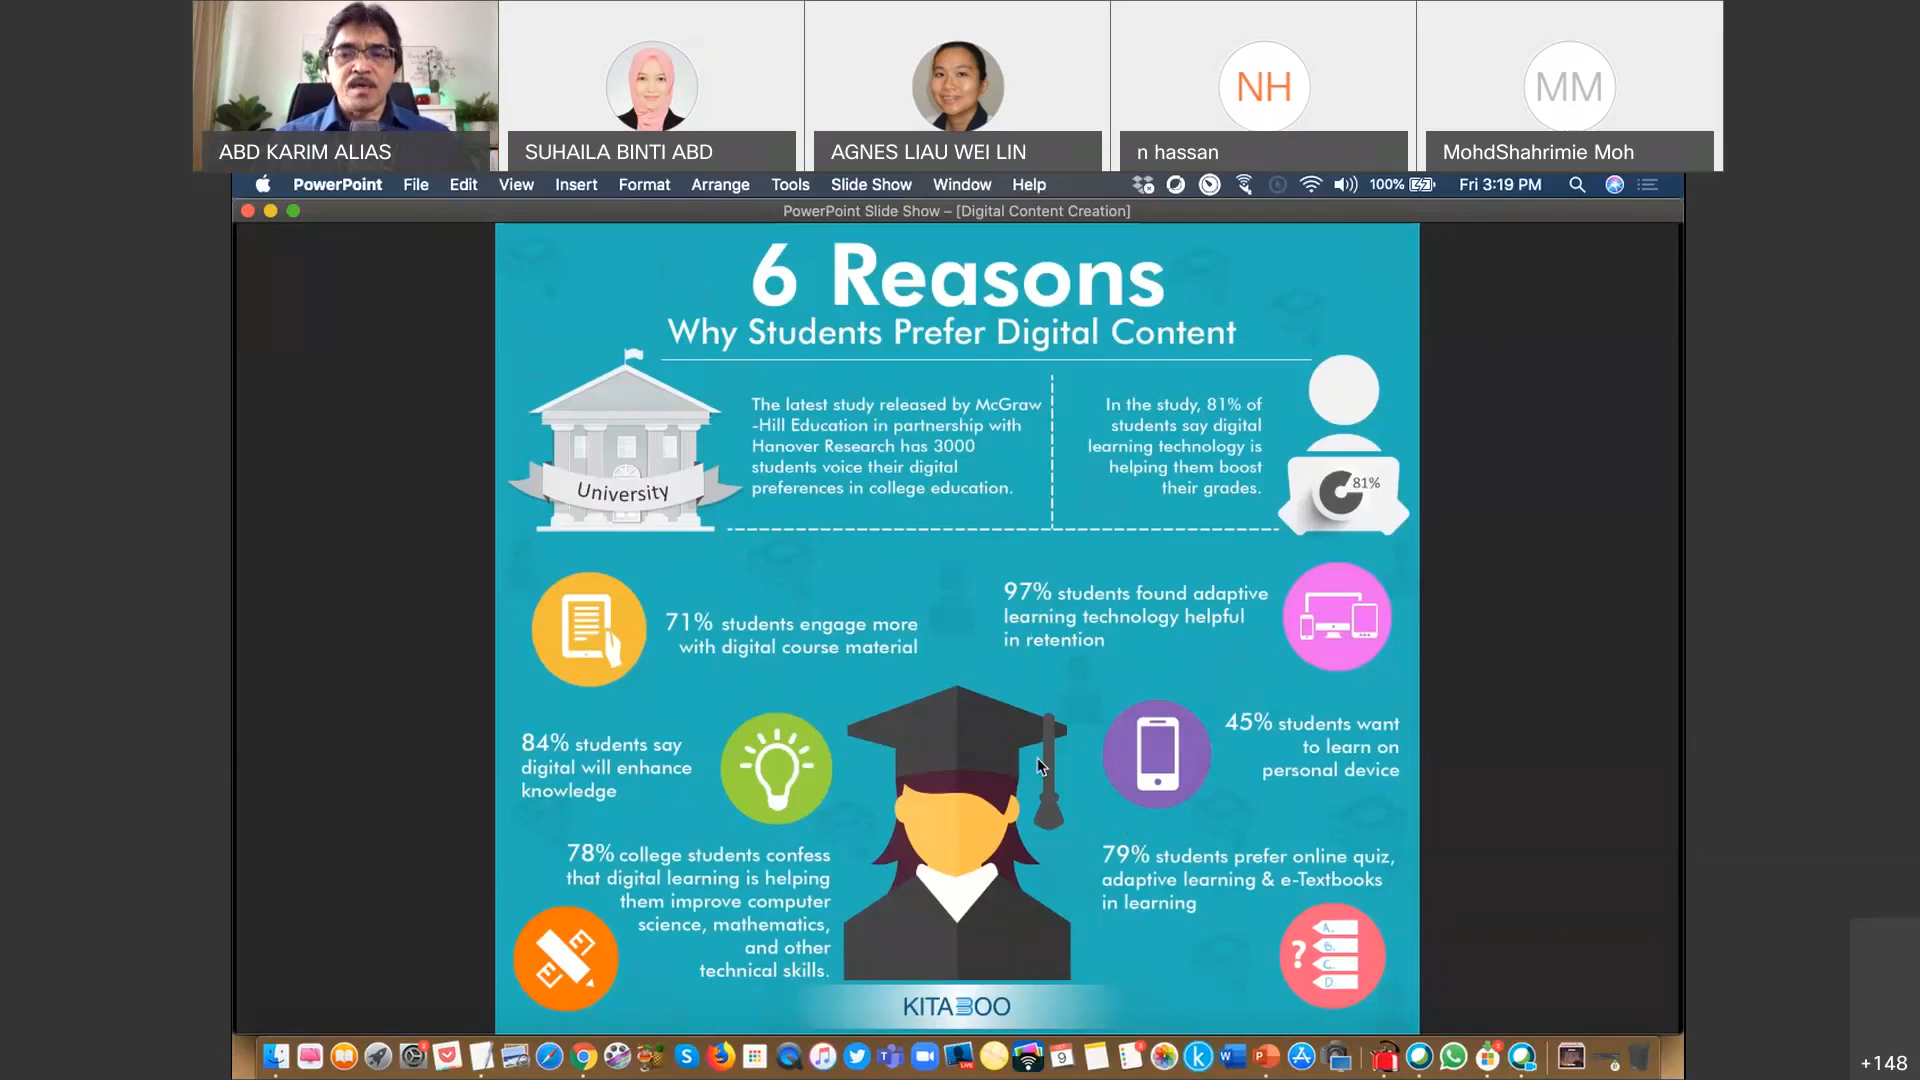 ABD KARIM ALIAS
SUHAILA BINTI ABD
AGNES LIAU WEI LIN
NH
n hassan
MM
MohdShahrimie Moh
PowerPoint File Edit View Insert Format Arrange Tools Slide Show Window Help 100% Fri 3:19 PM
PowerPoint Slide Show – [Digital Content Creation]
6 Reasons
Why Students Prefer Digital Content
University
The latest study released by McGraw
-Hill Education in partnership with
Hanover Research has 3000
students voice their digital
preferences in college education.
In the study, 81% of
students say digital
learning technology is
helping them boost
their grades.
81%
71% students engage more
with digital course material
97% students found adaptive
learning technology helpful
in retention
84% students say
digital will enhance
knowledge
45% students want
to learn on
personal device
78% college students confess
that digital learning is helping
them improve computer
science, mathematics,
and other
technical skills.
79% students prefer online quiz,
adaptive learning & e-Textbooks
in learning
? A.
B.
C.
D.
KITABOO
+148